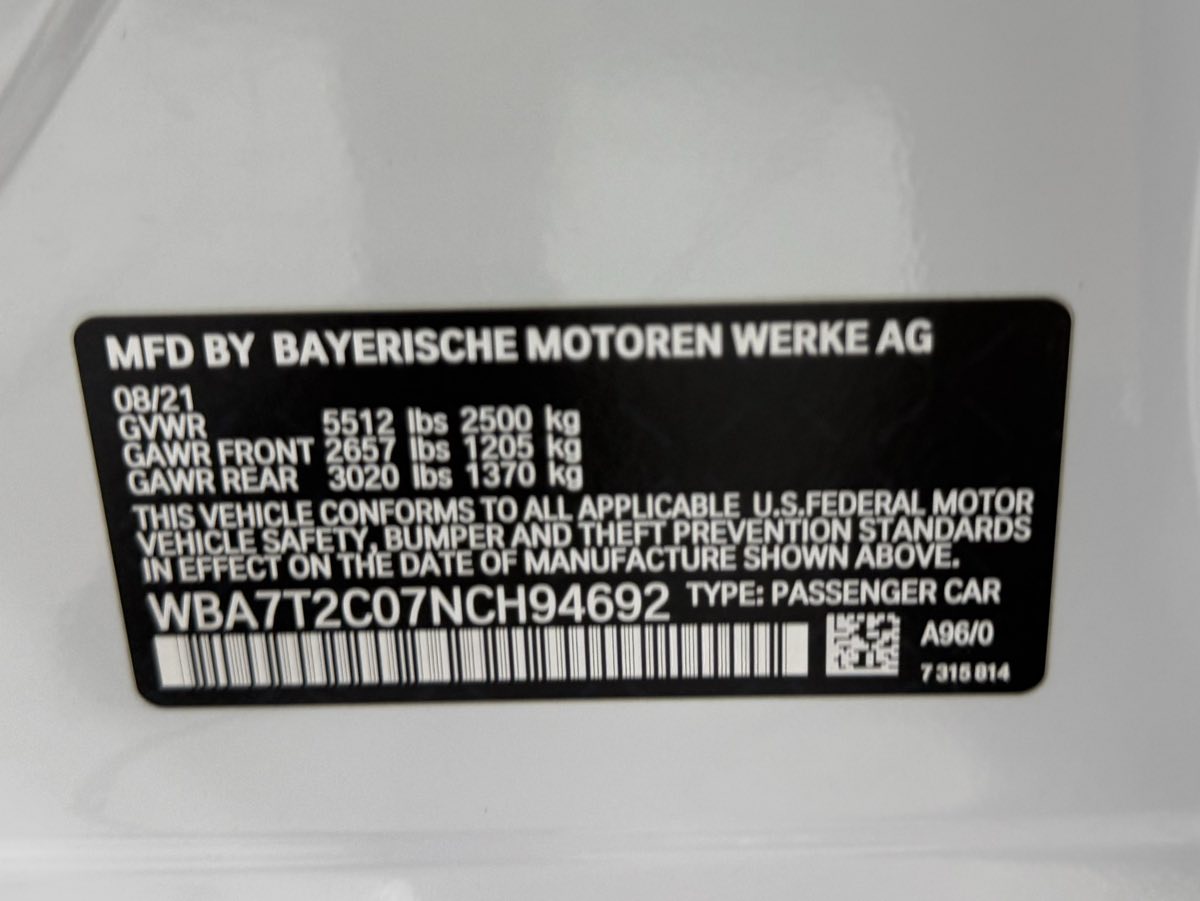 MFD BY BAYERISCHE MOTOREN WERKE AG
08/21
GVWR 5512 lbs 2500 kg
GAWR FRONT 2657 lbs 1205 kg
GAWR REAR 3020 lbs 1370 kg
THIS VEHICLE CONFORMS TO ALL APPLICABLE U.S.FEDERAL MOTOR
VEHICLE SAFETY, BUMPER AND THEFT PREVENTION STANDARDS
IN EFFECT ON THE DATE OF MANUFACTURE SHOWN ABOVE.
WBA7T2C07NCH94692 TYPE: PASSENGER CAR
A96/0
7 315 814